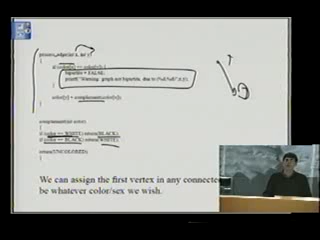 process_edge(int x, int y)
{
if (color[x] == color[y]) {
bipartite = FALSE;
printf("Warning: graph not bipartite, due to (%d,%d)",x,y);
}
color[y] = complement(color[x]);
}
complement(int color)
{
if (color == WHITE) return(BLACK);
if (color == BLACK) return(WHITE);
return(UNCOLORED);
}
We can assign the first vertex in any connected
be whatever color/sex we wish.